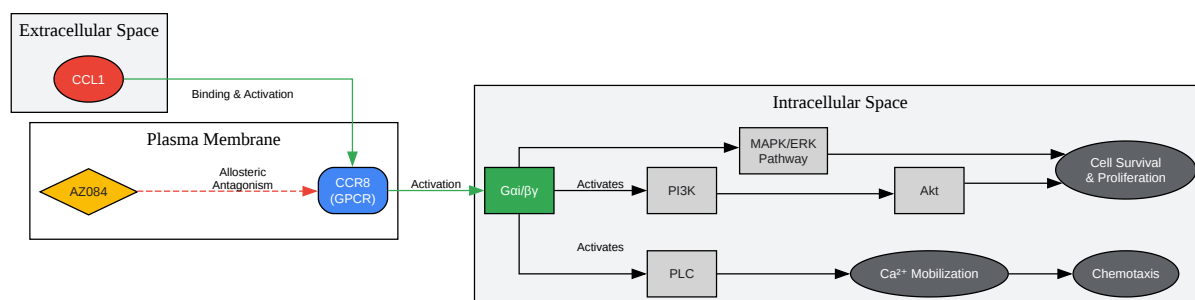 Extracellular Space
CCL1
Binding & Activation
Plasma Membrane
AZ084
Allosteric
Antagonism
CCR8
(GPCR)
Activation
Intracellular Space
Gαi/βγ
MAPK/ERK
Pathway
Activates
PI3K
Akt
Cell Survival
& Proliferation
Activates
PLC
Ca²⁺ Mobilization
Chemotaxis